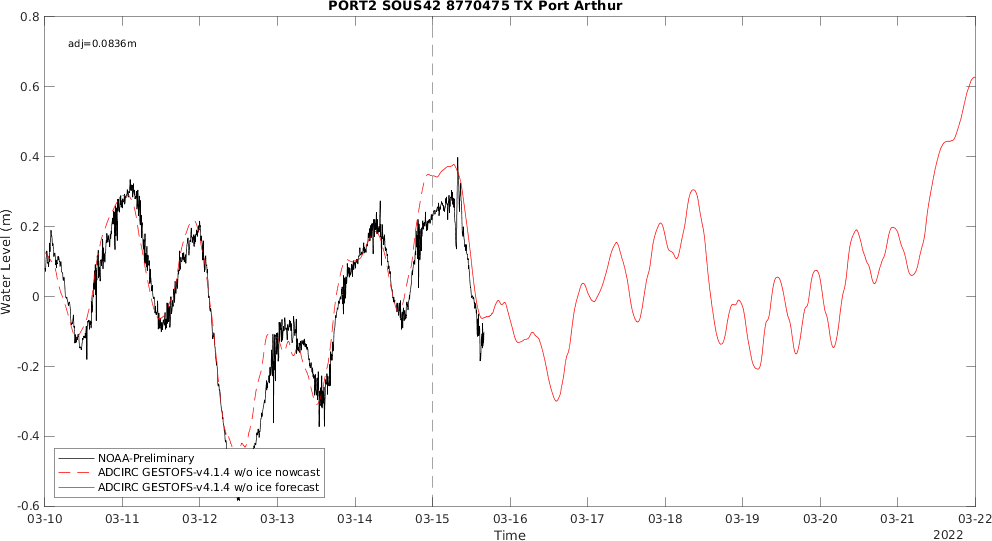 PORT2 SOUS42 8770475 TX Port Arthur
0.8
adj=0.0836m
0.6
0.4
0.2
0
-0.2
-0.4
-0.6
Water Level (m)
NOAA-Preliminary
ADCIRC GESTOFS-v4.1.4 w/o ice nowcast
ADCIRC GESTOFS-v4.1.4 w/o ice forecast
03-10 03-11 03-12 03-13 03-14 03-15 03-16 03-17 03-18 03-19 03-20 03-21 03-22
Time
2022